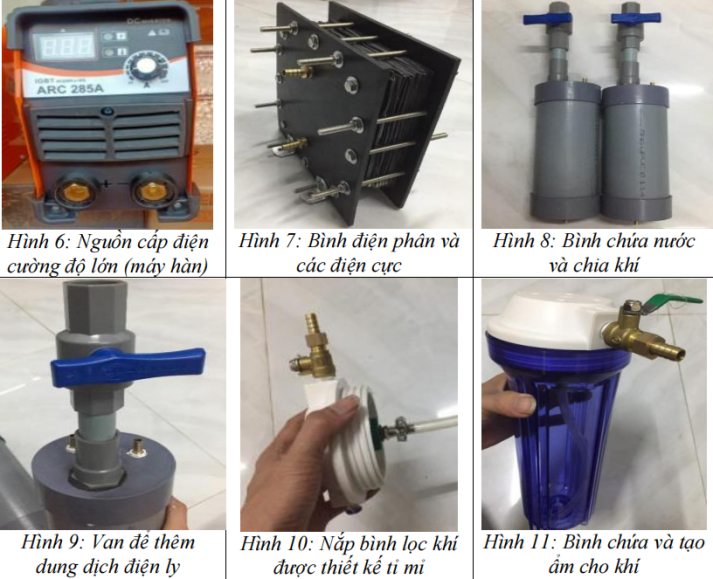 DC INVERTER
IGBT
ARC 285A
A
- +
Hình 6: Nguồn cấp điện
cường độ lớn (máy hàn)
Hình 7: Bình điện phân và
các điện cực
Hình 8: Bình chứa nước
và chia khí
Hình 9: Van để thêm
dung dịch điện ly
Hình 10: Nắp bình lọc khí
được thiết kế tỉ mỉ
Hình 11: Bình chứa và tạo
ẩm cho khí